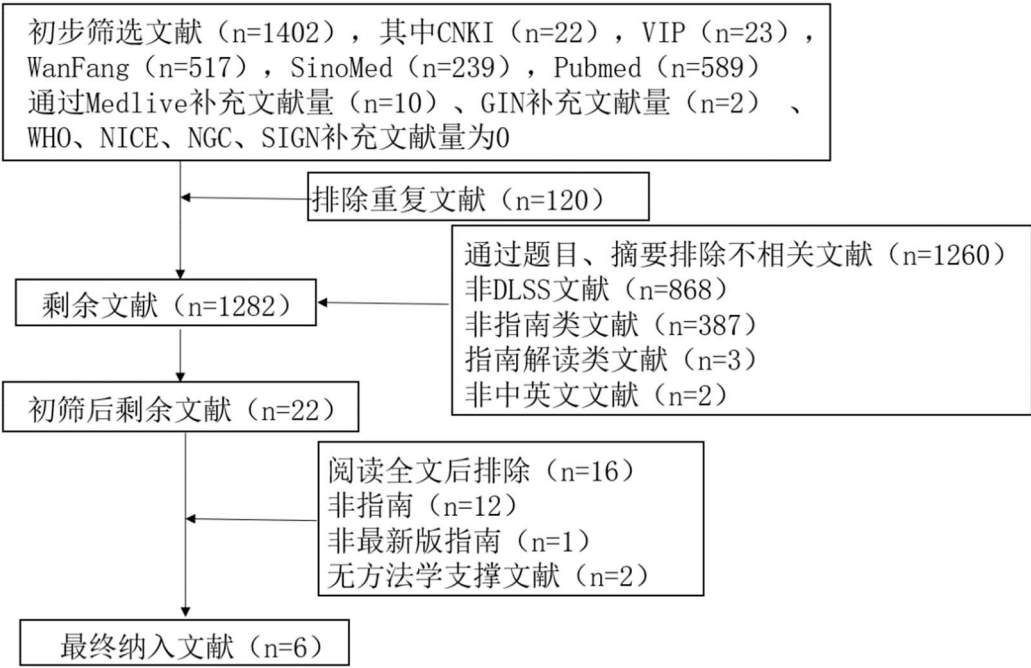 初步筛选文献（n=1402），其中CNKI（n=22），VIP（n=23），
WanFang（n=517），SinoMed（n=239），Pubmed（n=589）
通过Medlive补充文献量（n=10）、GIN补充文献量（n=2） 、
WHO、NICE、NGC、SIGN补充文献量为0
排除重复文献（n=120）
通过题目、摘要排除不相关文献（n=1260）
非DLSS文献（n=868）
非指南类文献（n=387）
指南解读类文献（n=3）
非中英文文献（n=2）
剩余文献（n=1282）
初筛后剩余文献（n=22）
阅读全文后排除（n=16）
非指南（n=12）
非最新版指南（n=1）
无方法学支撑文献（n=2）
最终纳入文献（n=6）